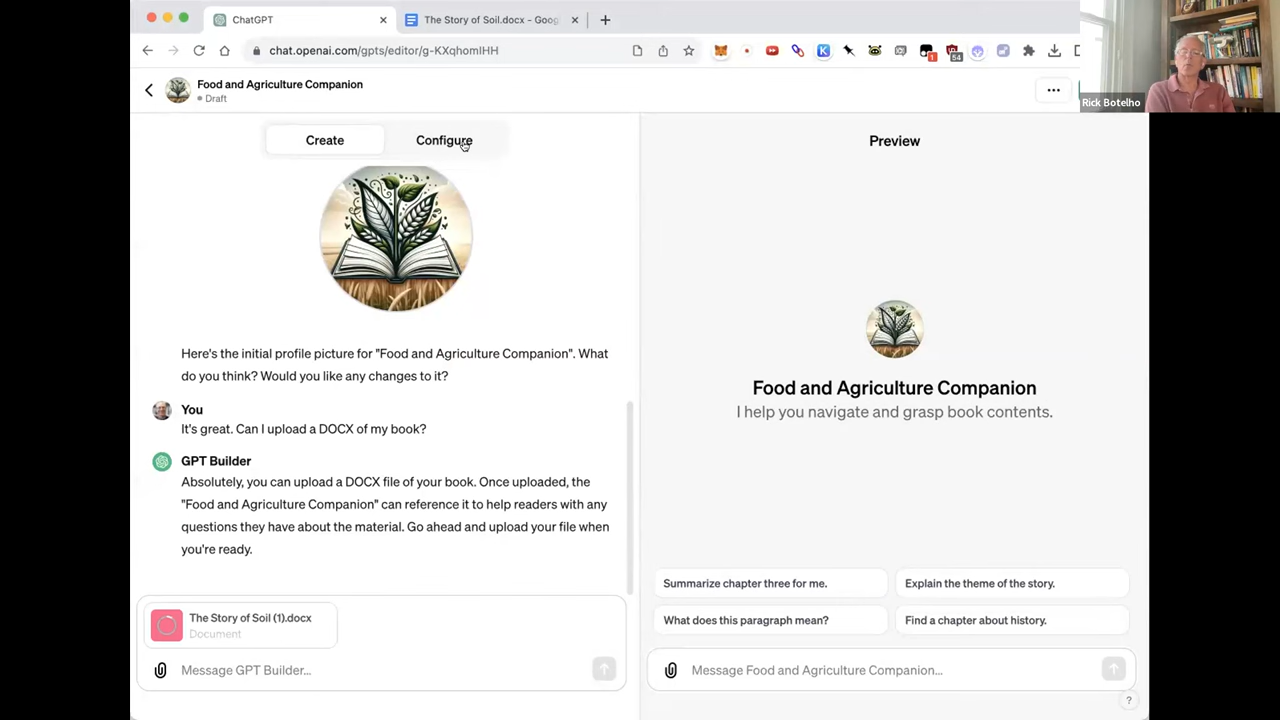 ChatGPT
The Story of Soil.docx - Goog
chat.openai.com/gpts/editor/g-KXqhomIHH
1
54
Rick Botelho
Food and Agriculture Companion
Draft
Create
Configure
Here's the initial profile picture for "Food and Agriculture Companion". What
do you think? Would you like any changes to it?
You
It's great. Can I upload a DOCX of my book?
GPT Builder
Absolutely, you can upload a DOCX file of your book. Once uploaded, the
"Food and Agriculture Companion" can reference it to help readers with any
questions they have about the material. Go ahead and upload your file when
you're ready.
The Story of Soil (1).docx
Document
Message GPT Builder...
Preview
Food and Agriculture Companion
I help you navigate and grasp book contents.
Summarize chapter three for me.
Explain the theme of the story.
What does this paragraph mean?
Find a chapter about history.
Message Food and Agriculture Companion...
?